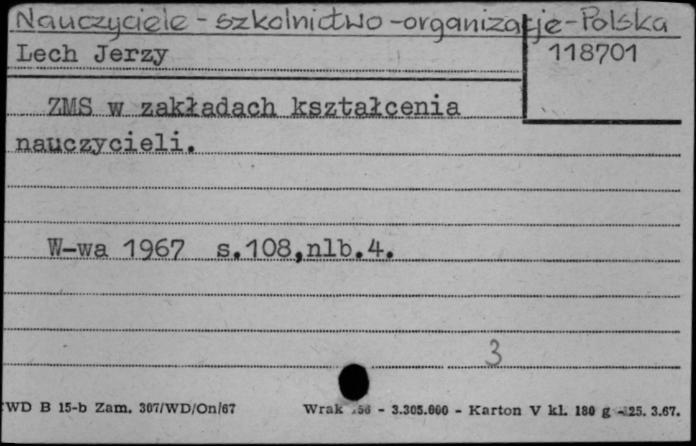 Nauczyciele - szkolnictwo - organizacje - Polska
Lech Jerzy
118701
ZMS w zakładach kształcenia
nauczycieli.
W-wa 1967 s.108,nlb.4.
3
WD B 15-b Zam. 307/WD/On/67
Wrak 56 - 3.305.000 - Karton V kl. 180 g - 25. 3.67.